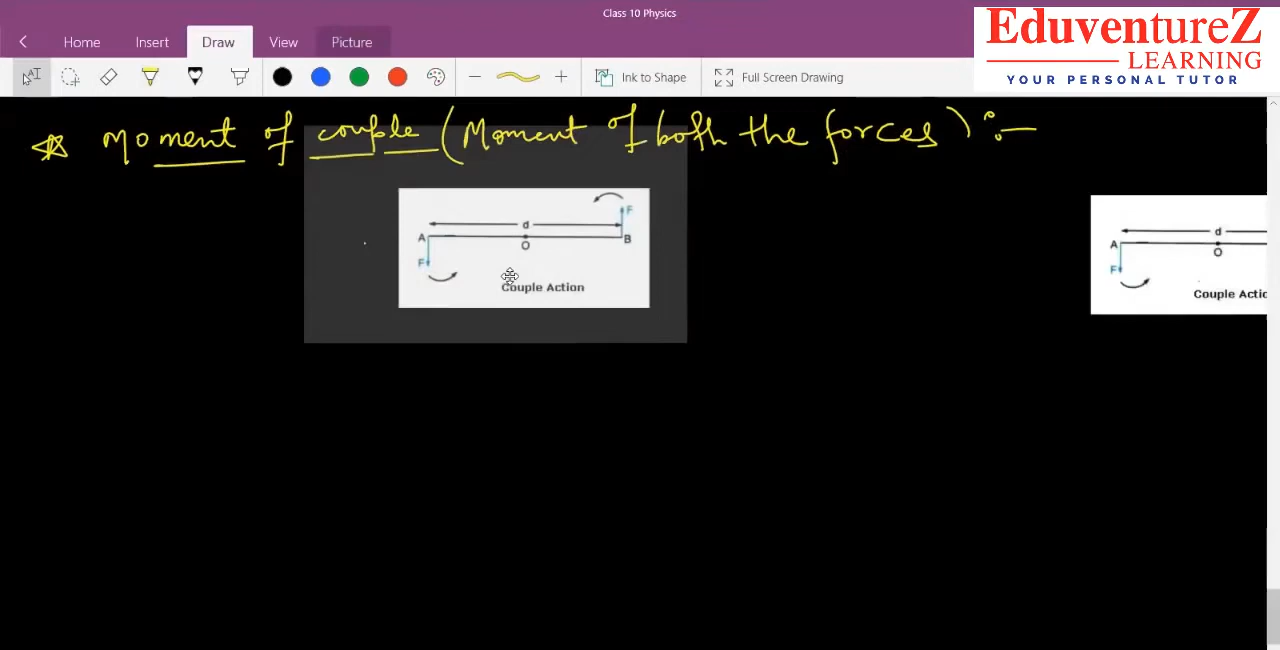 Class 10 Physics
EduventureZ
LEARNING
YOUR PERSONAL TUTOR
Home Insert Draw View Picture
Ink to Shape Full Screen Drawing
Moment of couple (Moment of both the forces) :-
F
d
A B
O
F
Couple Action
d
A
O
F
Couple Actic